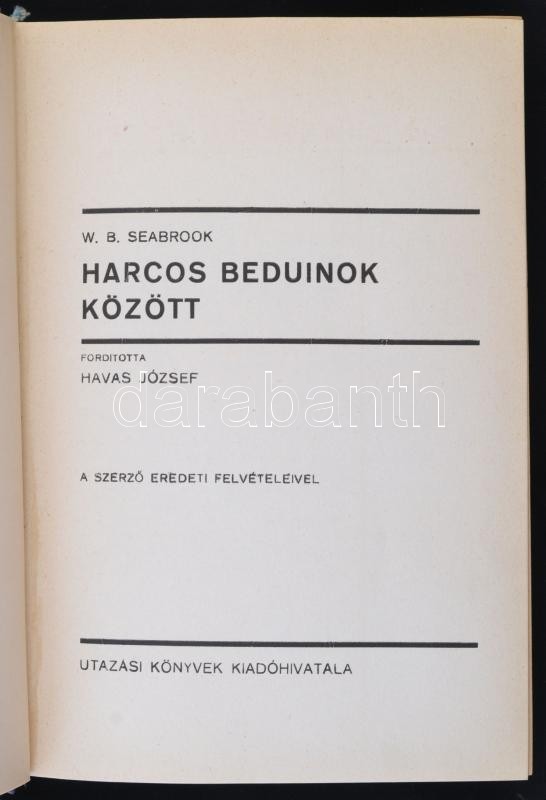 W. B. SEABROOK
HARCOS BEDUINOK
KÖZÖTT
FORDITOTTA
HAVAS JÓZSEF
darabanth
A SZERZŐ EREDETI FELVÉTELEIVEL
UTAZÁSI KÖNYVEK KIADÓHIVATALA